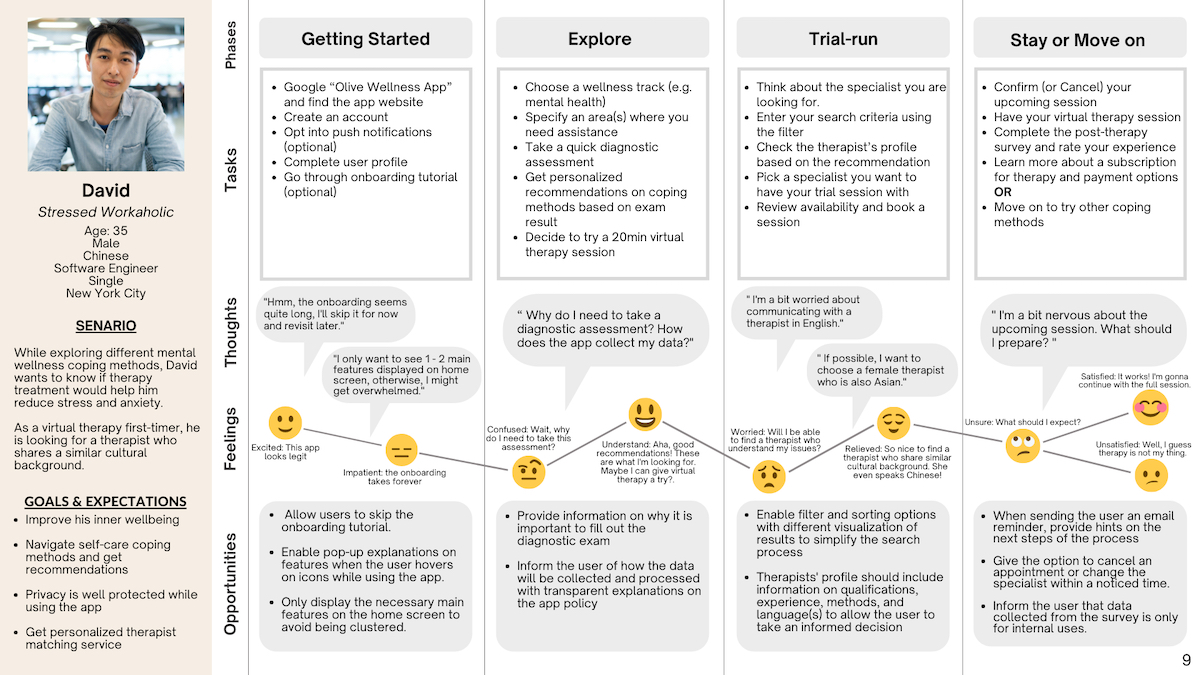 David
Stressed Workaholic
Age: 35
Male
Chinese
Software Engineer
Single
New York City
SENARIO
While exploring different mental
wellness coping methods, David
wants to know if therapy
treatment would help him
reduce stress and anxiety.
As a virtual therapy first-timer, he
is looking for a therapist who
shares a similar cultural
background.
GOALS & EXPECTATIONS
• Improve his inner wellbeing
• Navigate self-care coping
methods and get
recommendations
• Privacy is well protected while
using the app
• Get personalized therapist
matching service
Phases
Getting Started
Explore
Trial-run
Stay or Move on
Tasks
• Google “Olive Wellness App”
and find the app website
• Create an account
• Opt into push notifications
(optional)
• Complete user profile
• Go through onboarding tutorial
(optional)
• Choose a wellness track (e.g.
mental health)
• Specify an area(s) where you
need assistance
• Take a quick diagnostic
assessment
• Get personalized
recommendations on coping
methods based on exam
result
• Decide to try a 20min virtual
therapy session
• Think about the specialist you are
looking for.
• Enter your search criteria using
the filter
• Check the therapist's profile
based on the recommendation
• Pick a specialist you want to
have your trial session with
• Review availability and book a
session
• Confirm (or Cancel) your
upcoming session
• Have your virtual therapy session
• Complete the post-therapy
survey and rate your experience
• Learn more about a subscription
for therapy and payment options
OR
• Move on to try other coping
methods
Thoughts
"Hmm, the onboarding seems
quite long, I'll skip it for now
and revisit later."
"I only want to see 1 - 2 main
features displayed on home
screen, otherwise, I might
get overwhelmed."
“ Why do I need to take a
diagnostic assessment? How
does the app collect my data?"
" I'm a bit worried about
communicating with a
therapist in English."
" If possible, I want to
choose a female therapist
who is also Asian."
" I'm a bit nervous about the
upcoming session. What should
I prepare? "
Feelings
Excited: This app
looks legit
Impatient: the onboarding
takes forever
Confused: Wait, why
do I need to take this
assessment?
Understand: Aha, good
recommendations! These
are what I'm looking for.
Maybe I can give virtual
therapy a try?.
Worried: Will I be able
to find a therapist who
understand my issues?
Relieved: So nice to find a
therapist who share similar
cultural background. She
even speaks Chinese!
Unsure: What should I expect?
Satisfied: It works! I'm gonna
continue with the full session.
Unsatisfied: Well, I guess
therapy is not my thing.
Opportunities
• Allow users to skip the
onboarding tutorial.
• Enable pop-up explanations on
features when the user hovers
on icons while using the app.
• Only display the necessary main
features on the home screen to
avoid being clustered.
• Provide information on why it is
important to fill out the
diagnostic exam
• Inform the user of how the data
will be collected and processed
with transparent explanations on
the app policy
• Enable filter and sorting options
with different visualization of
results to simplify the search
process
• Therapists' profile should include
information on qualifications,
experience, methods, and
language(s) to allow the user to
take an informed decision
• When sending the user an email
reminder, provide hints on the
next steps of the process
• Give the option to cancel an
appointment or change the
specialist within a noticed time.
• Inform the user that data
collected from the survey is only
for internal uses.
9